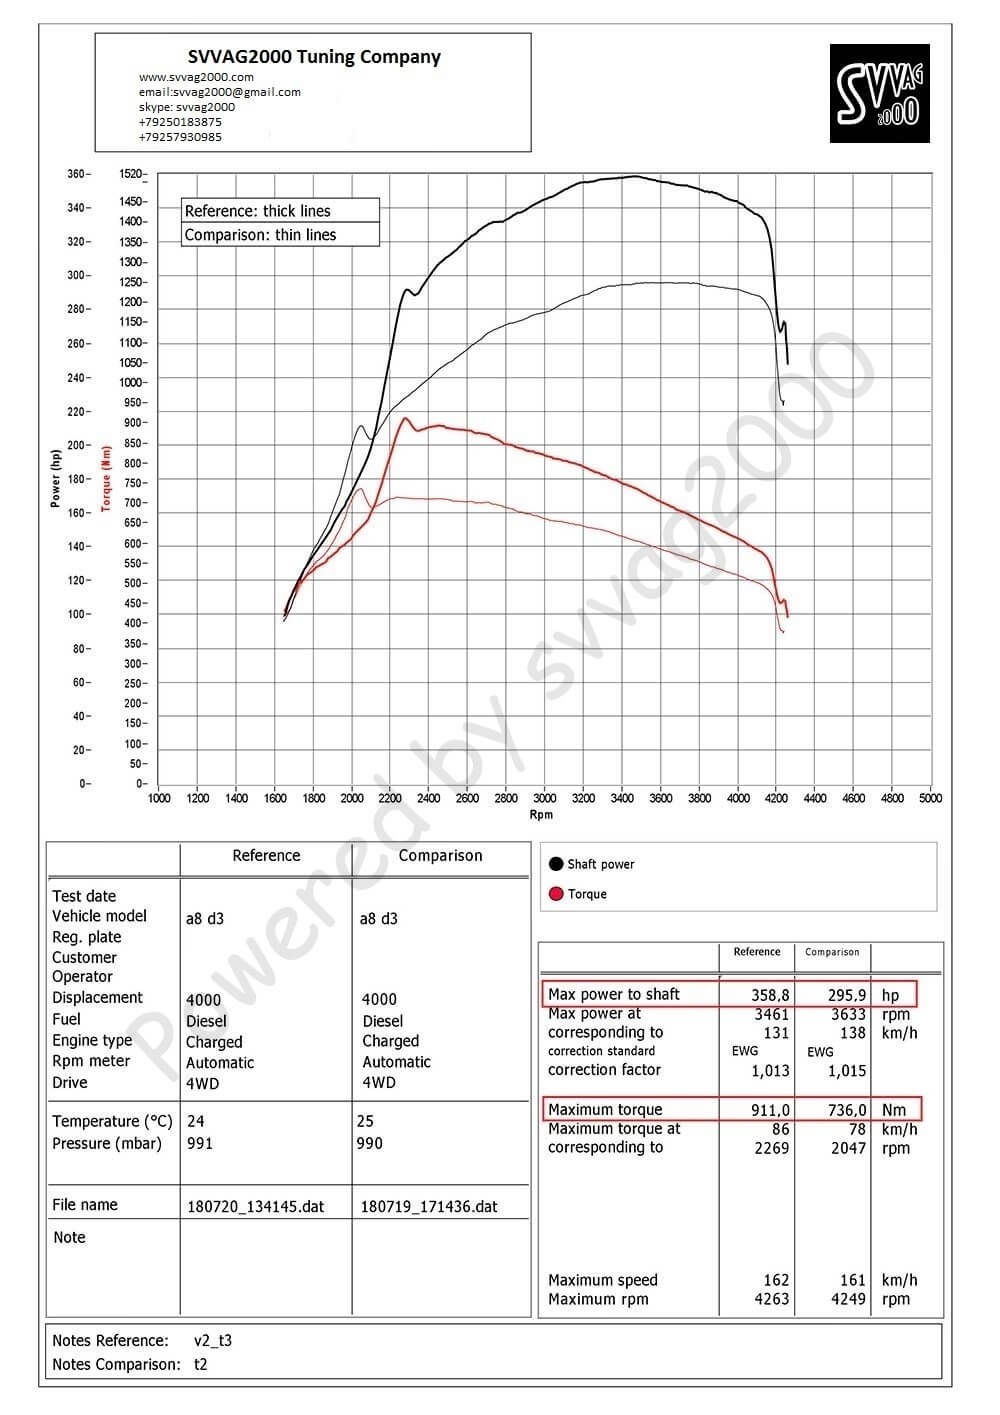 SVVAG2000 Tuning Company
www.svvag2000.com
email:svvag2000@gmail.com
skype: svvag2000
+79250183875
+79257930985
SVVAG
2000
Reference: thick lines
Comparison: thin lines
360-
340-
320-
300-
280-
260-
240-
220-
200-
180-
160-
140-
120-
100-
80-
60-
40-
20-
0-
Power (hp)
1520-
1450-
1400-
1350-
1300-
1250-
1200-
1150-
1100-
1050-
1000-
950-
900-
850-
800-
750-
700-
650-
600-
550-
500-
450-
400-
350-
300-
250-
200-
150-
100-
50-
0-
Torque (Nm)
1000 1200 1400 1600 1800 2000 2200 2400 2600 2800 3000 3200 3400 3600 3800 4000 4200 4400 4600 4800 5000
Rpm
Powered by svvag2000
Reference Comparison
Test date
Vehicle model a8 d3 a8 d3
Reg. plate
Customer
Operator
Displacement 4000 4000
Fuel Diesel Diesel
Engine type Charged Charged
Rpm meter Automatic Automatic
Drive 4WD 4WD
Temperature (°C) 24 25
Pressure (mbar) 991 990
File name 180720_134145.dat 180719_171436.dat
Note
Shaft power
Torque
Reference Comparison
Max power to shaft 358,8 295,9 hp
Max power at 3461 3633 rpm
corresponding to 131 138 km/h
correction standard EWG EWG
correction factor 1,013 1,015
Maximum torque 911,0 736,0 Nm
Maximum torque at 86 78 km/h
corresponding to 2269 2047 rpm
Maximum speed 162 161 km/h
Maximum rpm 4263 4249 rpm
Notes Reference: v2_t3
Notes Comparison: t2